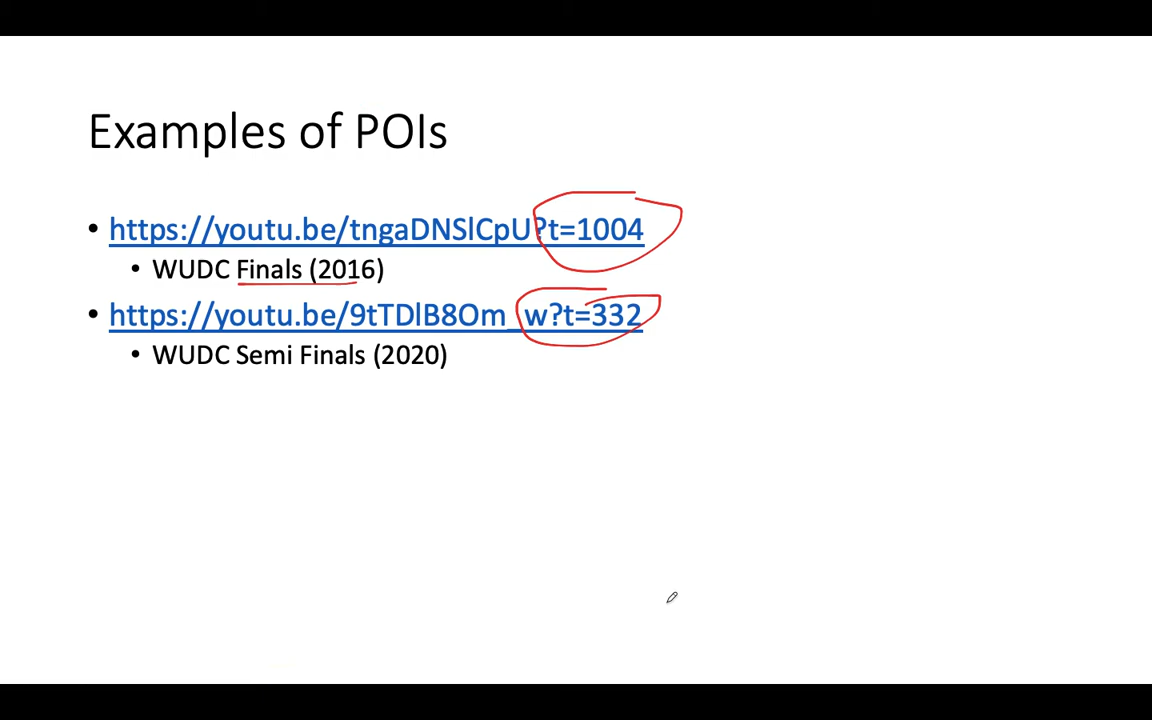 Examples of POIs
• https://youtu.be/tngaDNSlCpU?t=1004
• WUDC Finals (2016)
• https://youtu.be/9tTDlB8Om_w?t=332
• WUDC Semi Finals (2020)